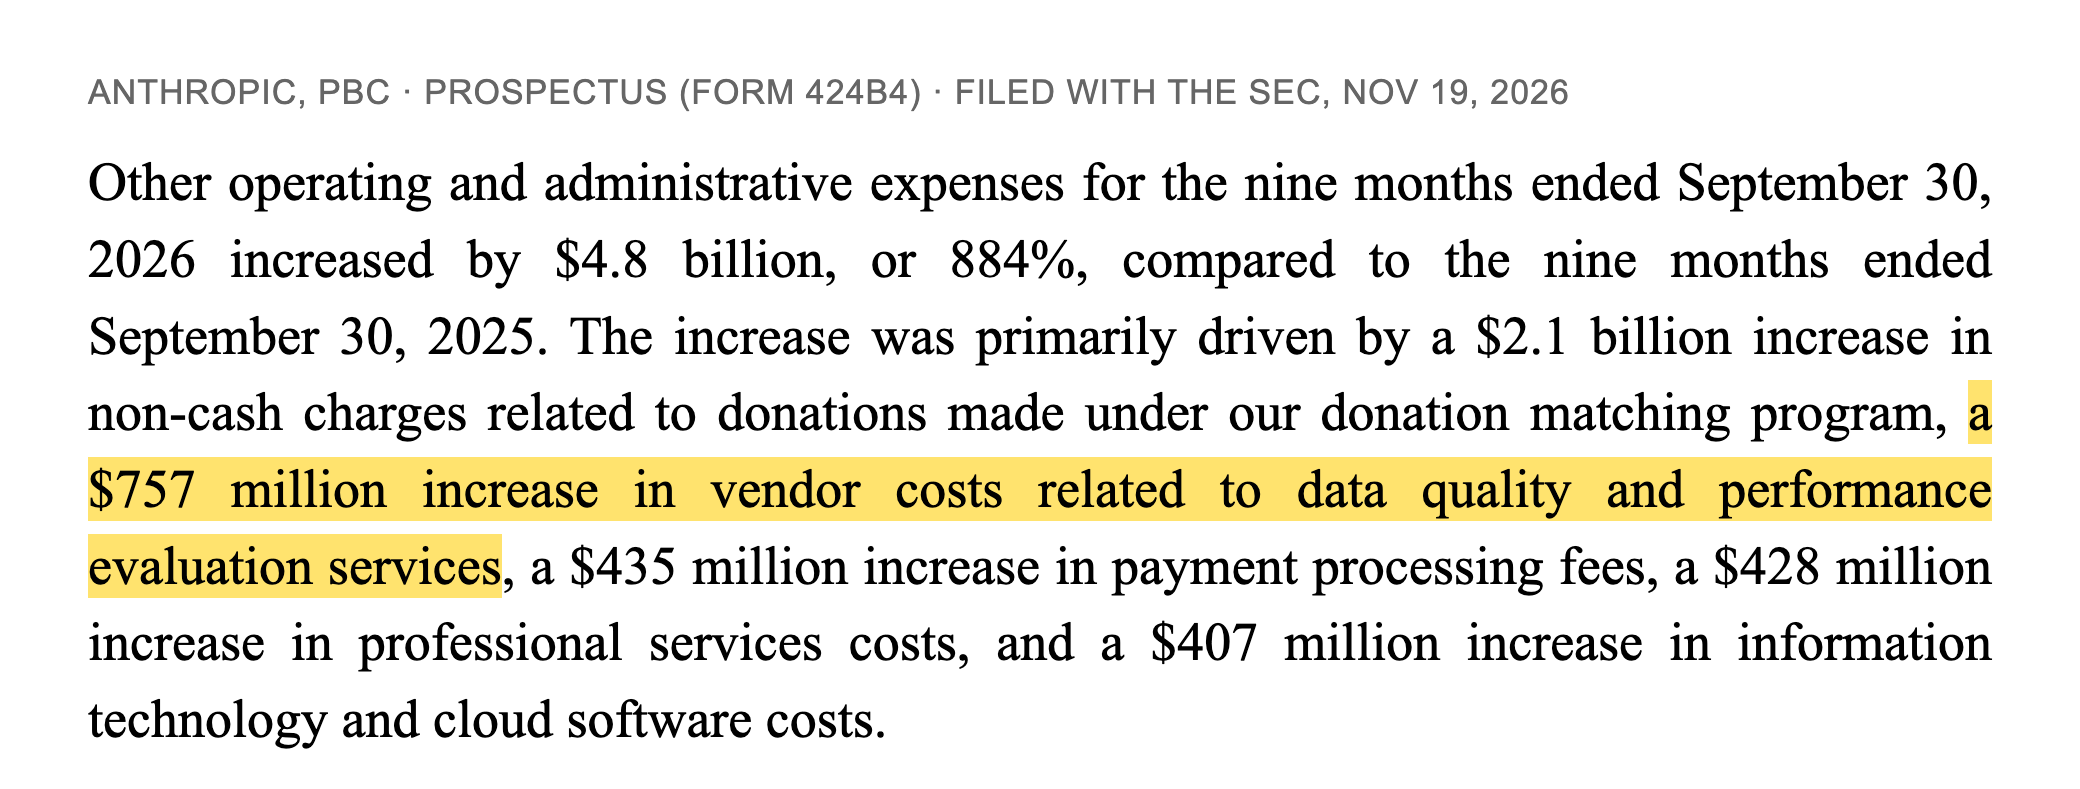 ANTHROPIC, PBC · PROSPECTUS (FORM 424B4) · FILED WITH THE SEC, NOV 19, 2026
Other operating and administrative expenses for the nine months ended September 30,
2026 increased by $4.8 billion, or 884%, compared to the nine months ended
September 30, 2025. The increase was primarily driven by a $2.1 billion increase in
non-cash charges related to donations made under our donation matching program, a
$757 million increase in vendor costs related to data quality and performance
evaluation services, a $435 million increase in payment processing fees, a $428 million
increase in professional services costs, and a $407 million increase in information
technology and cloud software costs.